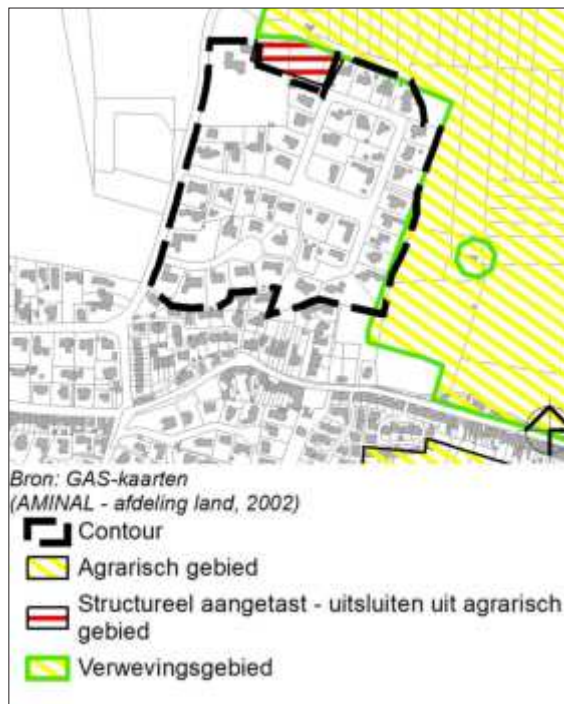 Bron: GAS-kaarten
(AMINAL - afdeling land, 2002)
Contour
Agrarisch gebied
Structureel aangetast - uitsluiten uit agrarisch
gebied
Verwevingsgebied